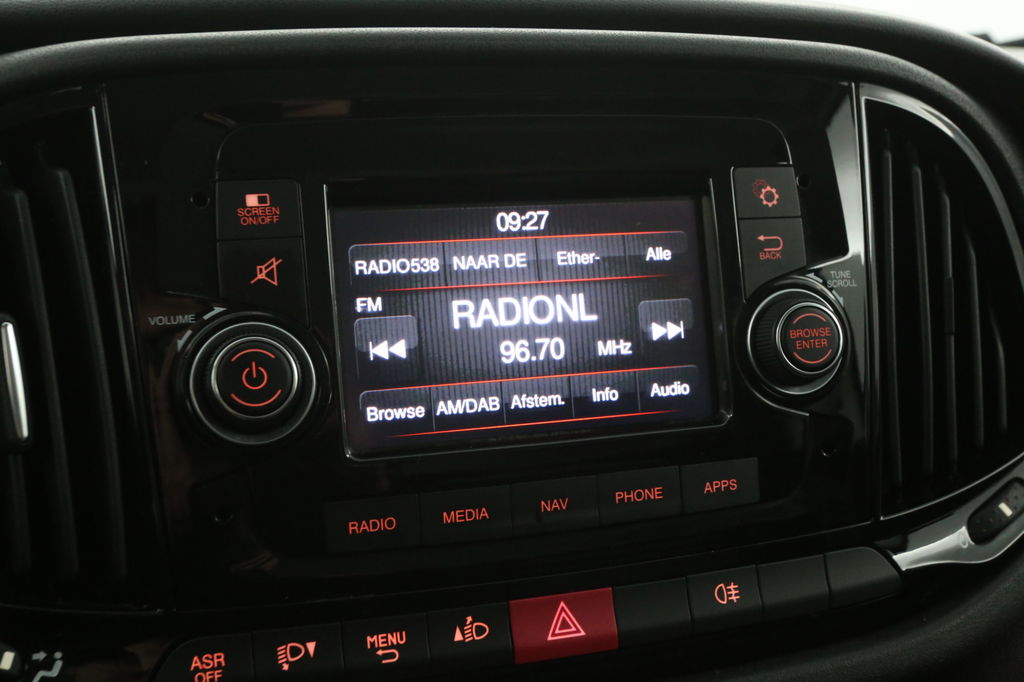 SCREEN
ON/OFF
09:27
RADIO538 NAAR DE Ether- Alle
FM
RADIONL
96.70 MHz
Browse AM/DAB Afstem. Info Audio
BACK
TUNE
SCROLL
VOLUME
BROWSE
ENTER
RADIO MEDIA NAV PHONE APPS
ASR
OFF
MENU